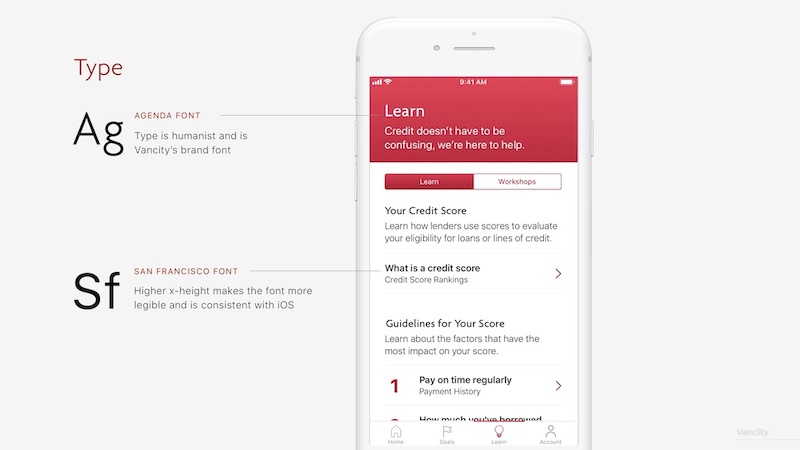 Type
Ag
AGENDA FONT
Type is humanist and is
Vancity's brand font
Sf
SAN FRANCISCO FONT
Higher x-height makes the font more
legible and is consistent with iOS
9:41 AM
Learn
Credit doesn't have to be
confusing, we're here to help.
Learn
Workshops
Your Credit Score
Learn how lenders use scores to evaluate
your eligibility for loans or lines of credit.
What is a credit score
Credit Score Rankings
Guidelines for Your Score
Learn about the factors that have the
most impact on your score.
1
Pay on time regularly
Payment History
How much you've borrowed
Home
Goals
Learn
Account
Vancity